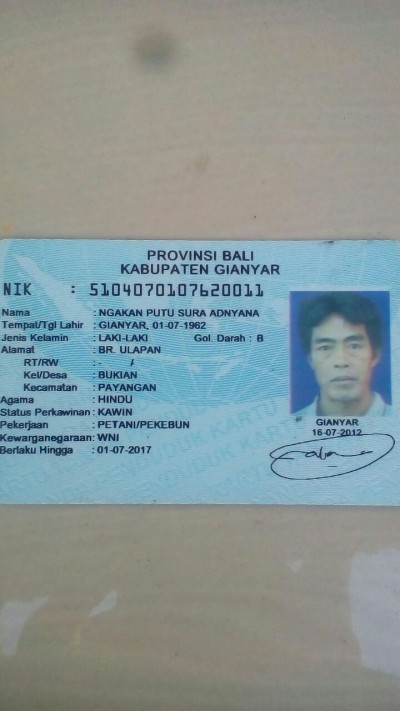 PROVINSI BALI
KABUPATEN GIANYAR
NIK : 5104070107620011
Nama : NGAKAN PUTU SURA ADNYANA
Tempat/Tgl Lahir : GIANYAR, 01-07-1962
Jenis Kelamin : LAKI-LAKI Gol. Darah : B
Alamat : BR. ULAPAN
RT/RW : - /
Kel/Desa : BUKIAN
Kecamatan : PAYANGAN
Agama : HINDU
Status Perkawinan : KAWIN
Pekerjaan : PETANI/PEKEBUN
Kewarganegaraan : WNI
Berlaku Hingga : 01-07-2017
GIANYAR
16-07-2012